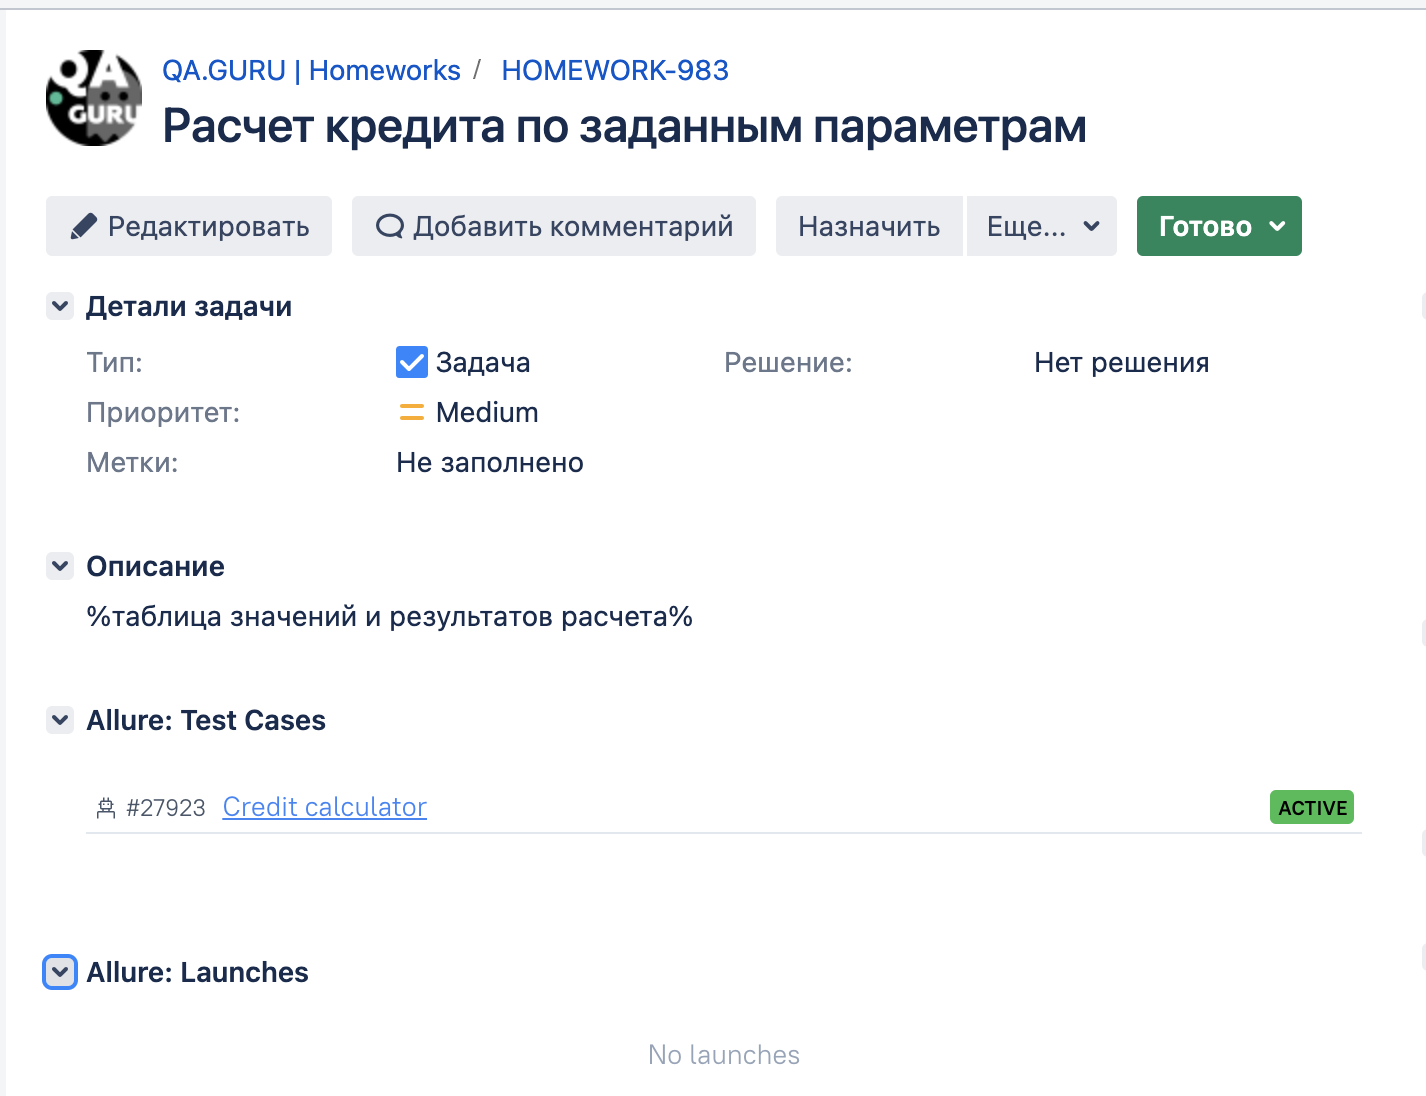 QA
GURU
QA.GURU | Homeworks / HOMEWORK-983
Расчет кредита по заданным параметрам
Редактировать Добавить комментарий Назначить Еще... Готово
Детали задачи
Тип: Задача Решение: Нет решения
Приоритет: Medium
Метки: Не заполнено
Описание
%таблица значений и результатов расчета%
Allure: Test Cases
#27923 Credit calculator ACTIVE
Allure: Launches
No launches